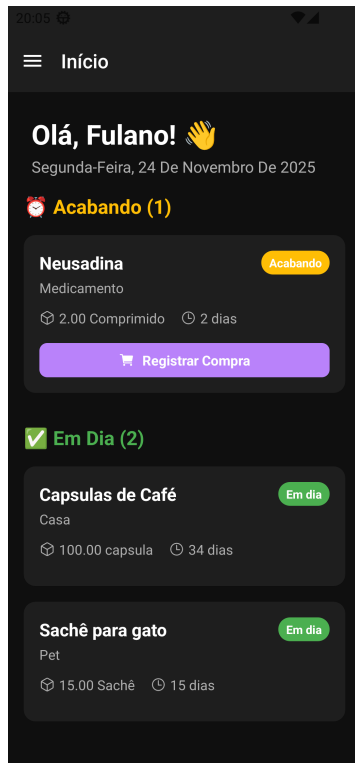 20:05
Início
Olá, Fulano! 👋
Segunda-Feira, 24 De Novembro De 2025
⏰ Acabando (1)
Neusadina
Acabando
Medicamento
2.00 Comprimido 2 dias
Registrar Compra
✅ Em Dia (2)
Capsulas de Café
Em dia
Casa
100.00 capsula 34 dias
Sachê para gato
Em dia
Pet
15.00 Sachê 15 dias